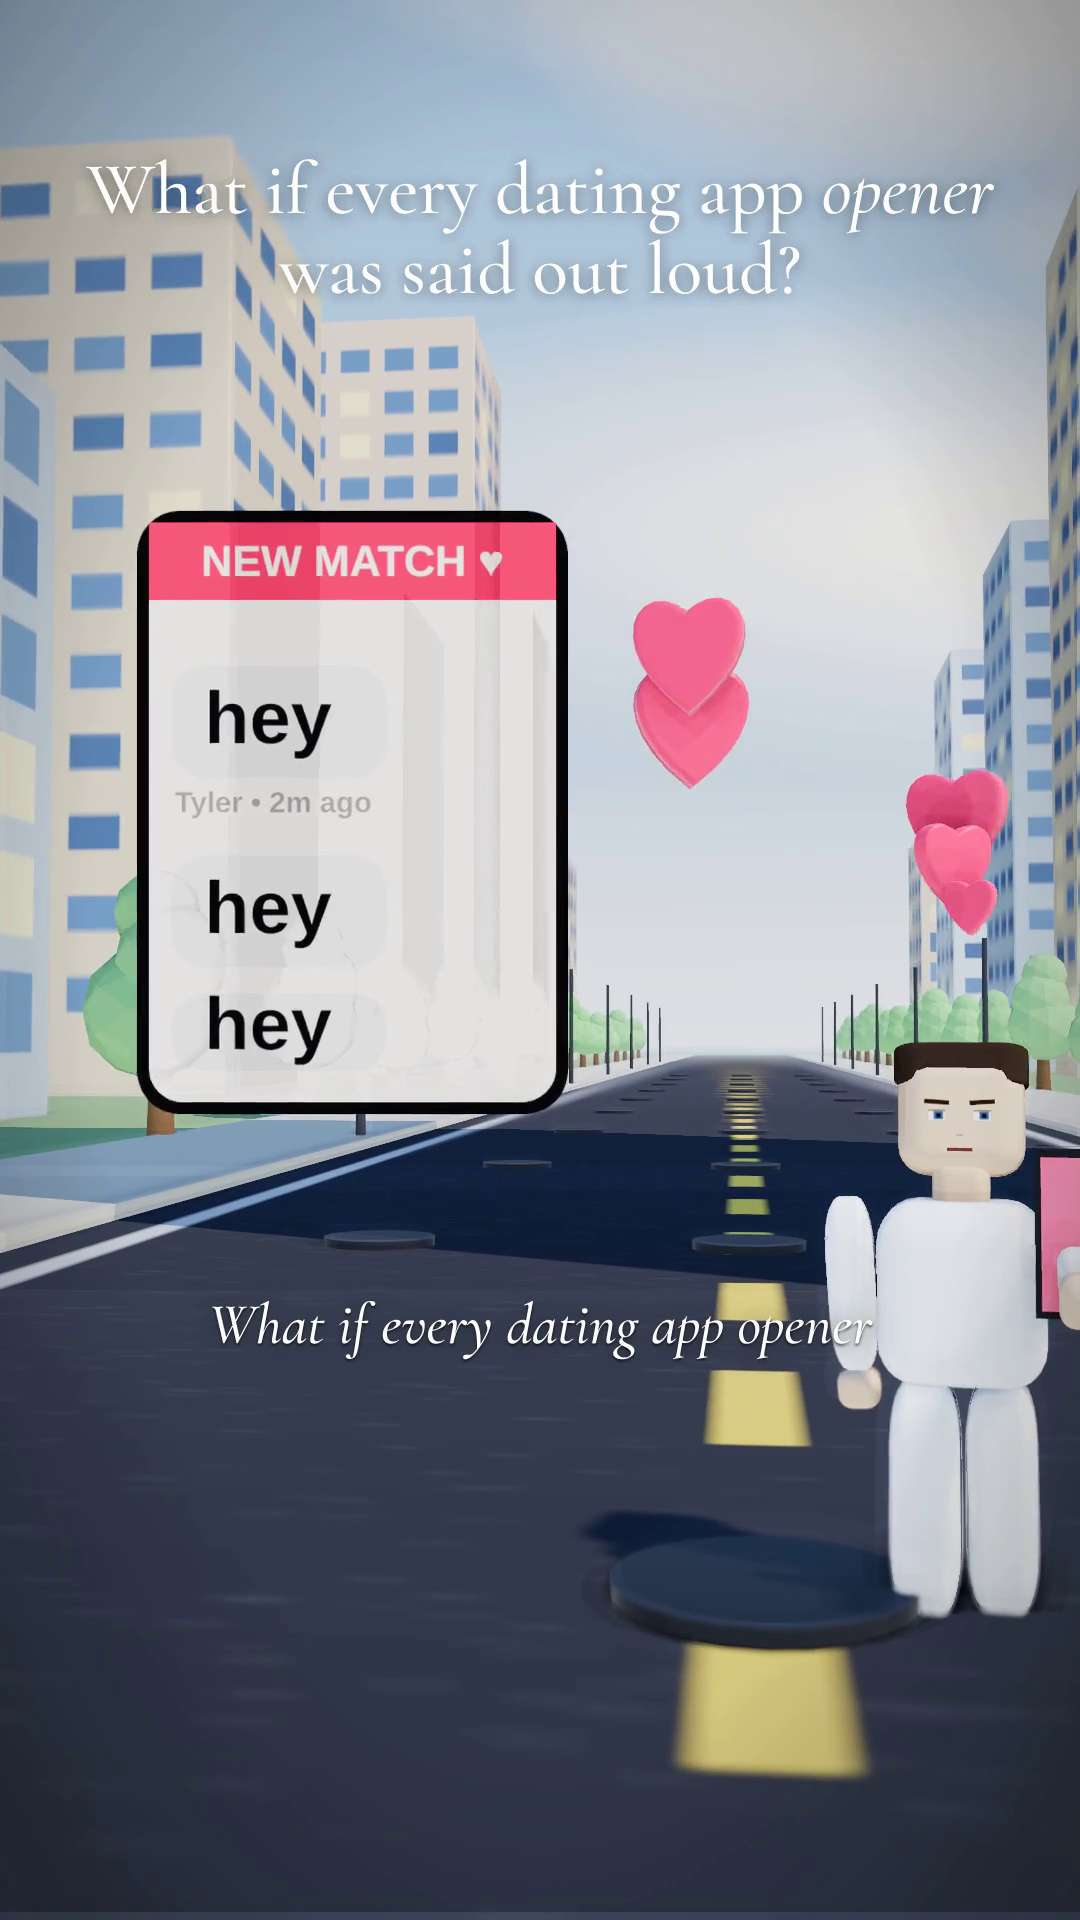 What if every dating app opener
was said out loud?
NEW MATCH ♥
hey
Tyler • 2m ago
hey
hey
What if every dating app opener